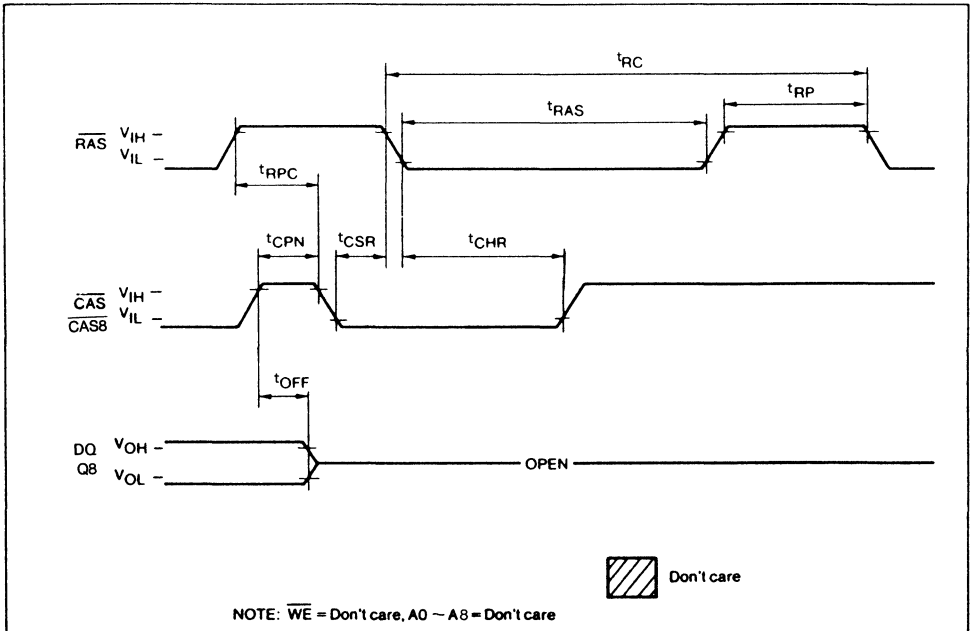 tRC
tRAS
tRP
RAS VIH
VIL
tRPC
tCPN tCSR tCHR
CAS VIH
CAS8 VIL
tOFF
DQ VOH
Q8 VOL
OPEN
Don't care
NOTE: WE = Don't care, A0 ~ A8 = Don't care